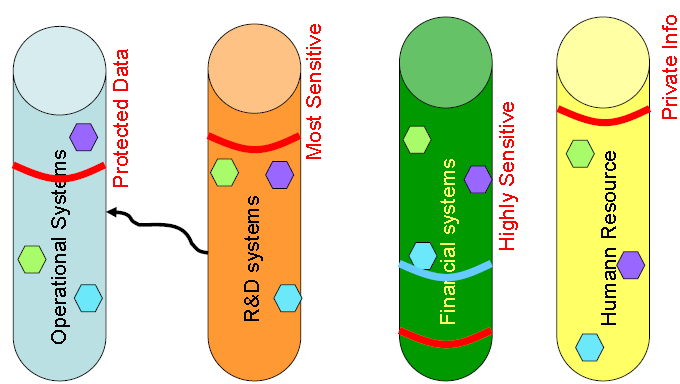 Operational Systems
Protected Data
R&D systems
Most Sensitive
Financial systems
Highly Sensitive
Humann Resource
Private Info